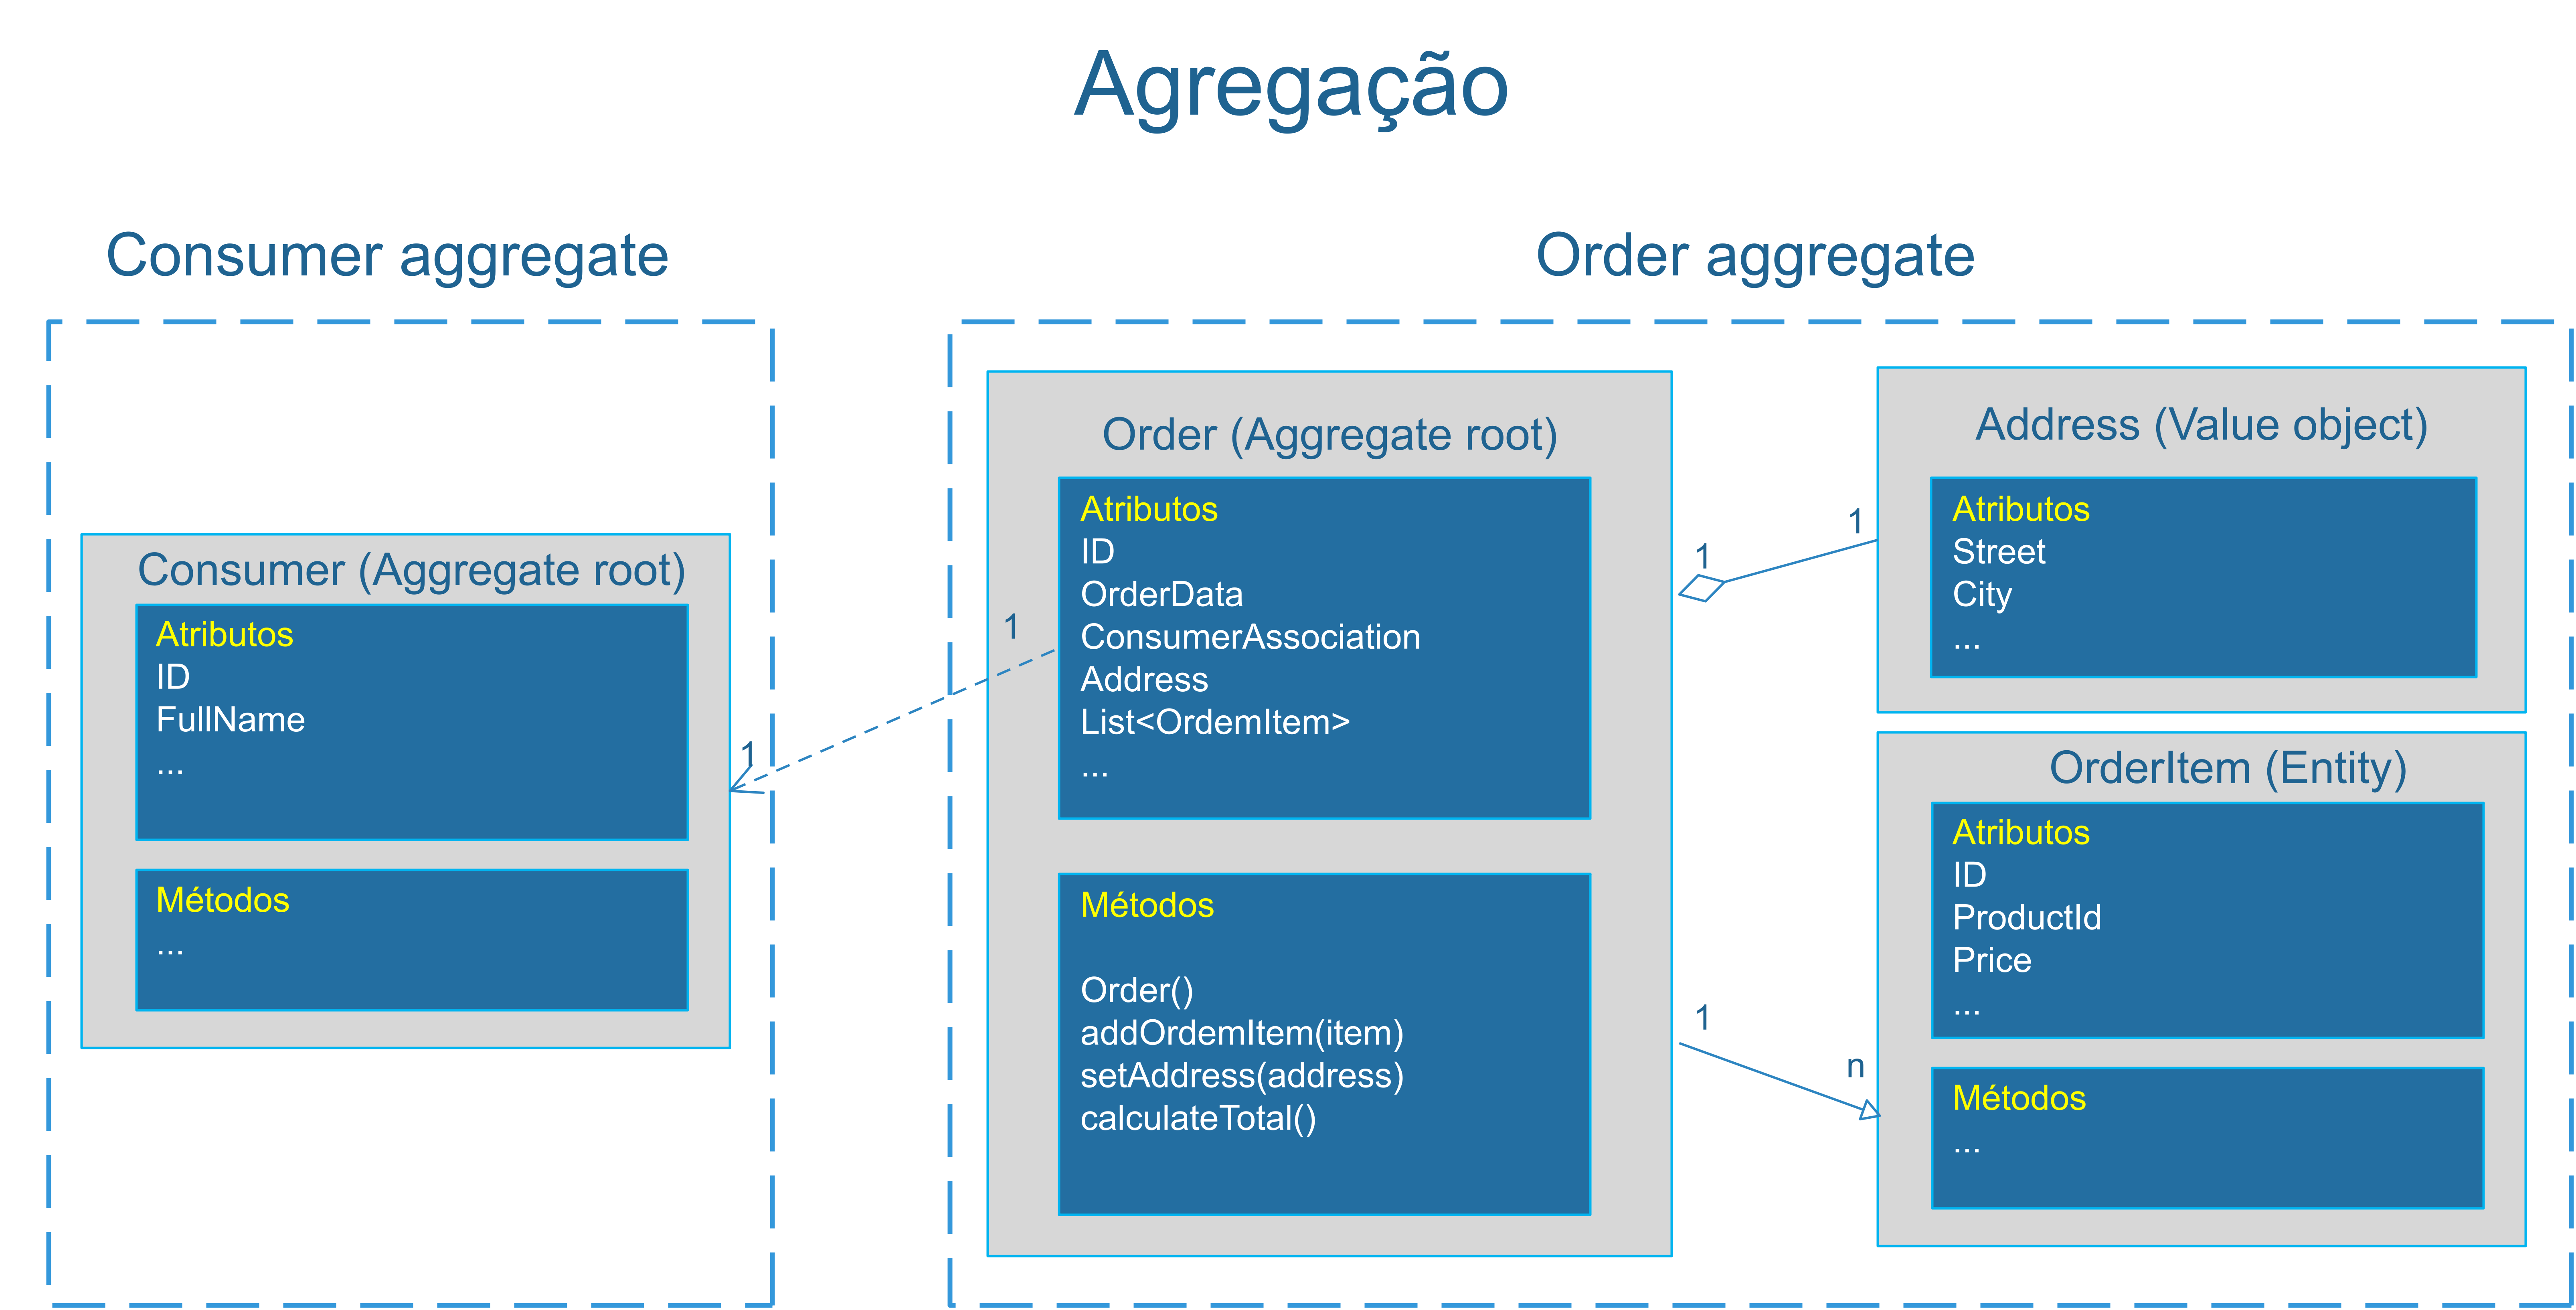 Agregação
Consumer aggregate
Consumer (Aggregate root)
Atributos
ID
FullName
...
Métodos
...
1
1
Order aggregate
Order (Aggregate root)
Atributos
ID
OrderData
ConsumerAssociation
Address
List<OrdemItem>
...
Métodos
Order()
addOrdemItem(item)
setAddress(address)
calculateTotal()
1
1
Address (Value object)
Atributos
Street
City
...
1
n
OrderItem (Entity)
Atributos
ID
ProductId
Price
...
Métodos
...